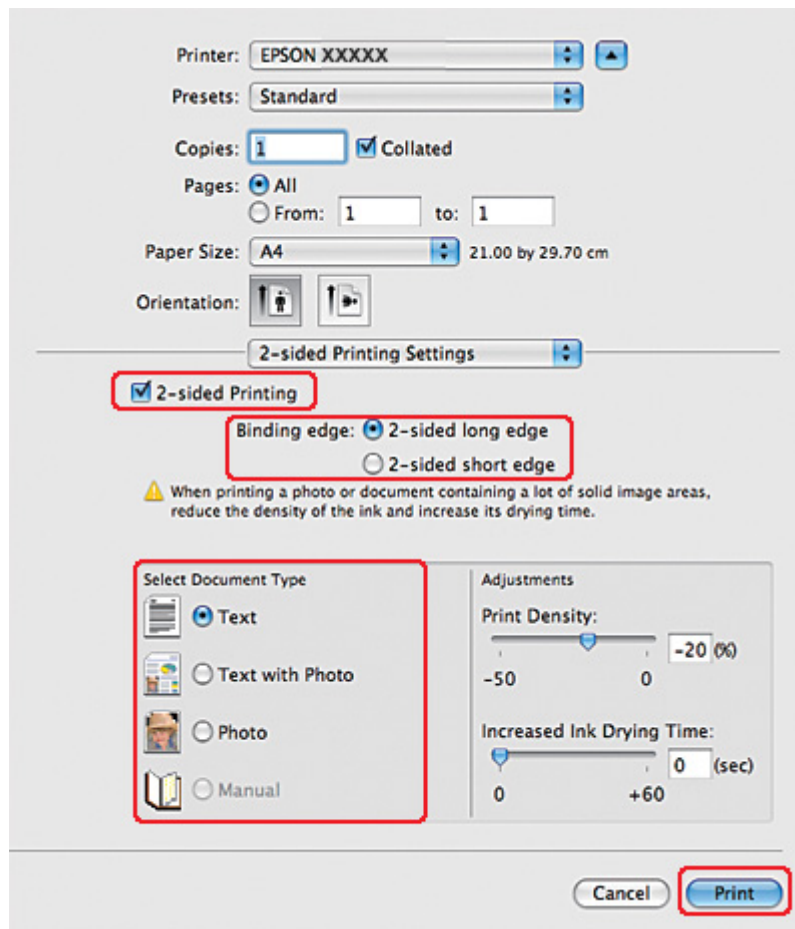 Printer: EPSON XXXXX
Presets: Standard
Copies: 1 Collated
Pages: All
From: 1 to: 1
Paper Size: A4 21.00 by 29.70 cm
Orientation:
2-sided Printing Settings
2-sided Printing
Binding edge: 2-sided long edge
2-sided short edge
When printing a photo or document containing a lot of solid image areas,
reduce the density of the ink and increase its drying time.
Select Document Type
Text
Text with Photo
Photo
Manual
Adjustments
Print Density:
-20 (%)
-50 0
Increased Ink Drying Time:
0 (sec)
0 +60
Cancel Print